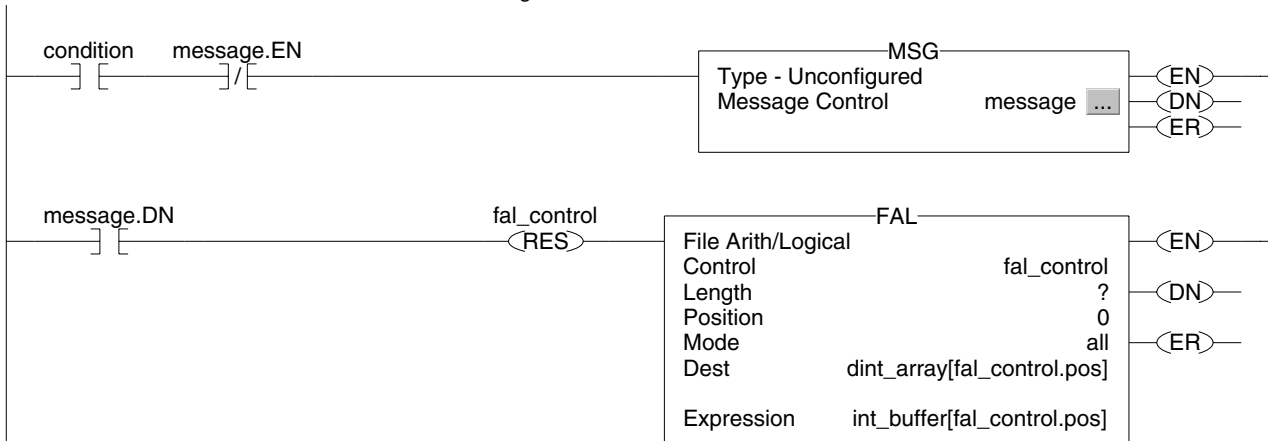 condition message.EN
]/[
MSG
Type - Unconfigured
Message Control message ...
EN
DN
ER
message.DN
fal_control
RES
FAL
File Arith/Logical
Control fal_control
Length ?
Position 0
Mode all
Dest dint_array[fal_control.pos]
Expression int_buffer[fal_control.pos]
EN
DN
ER